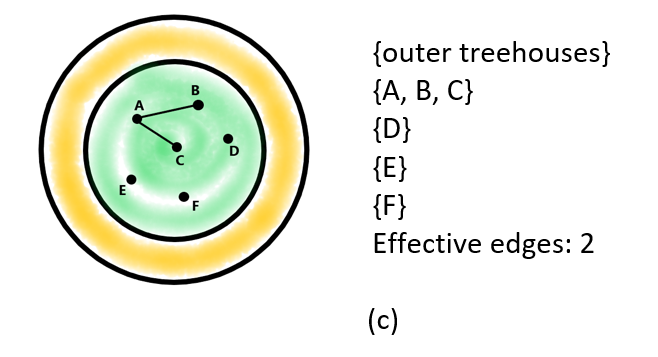 A
B
C
D
E
F
{outer treehouses}
{A, B, C}
{D}
{E}
{F}
Effective edges: 2
(c)